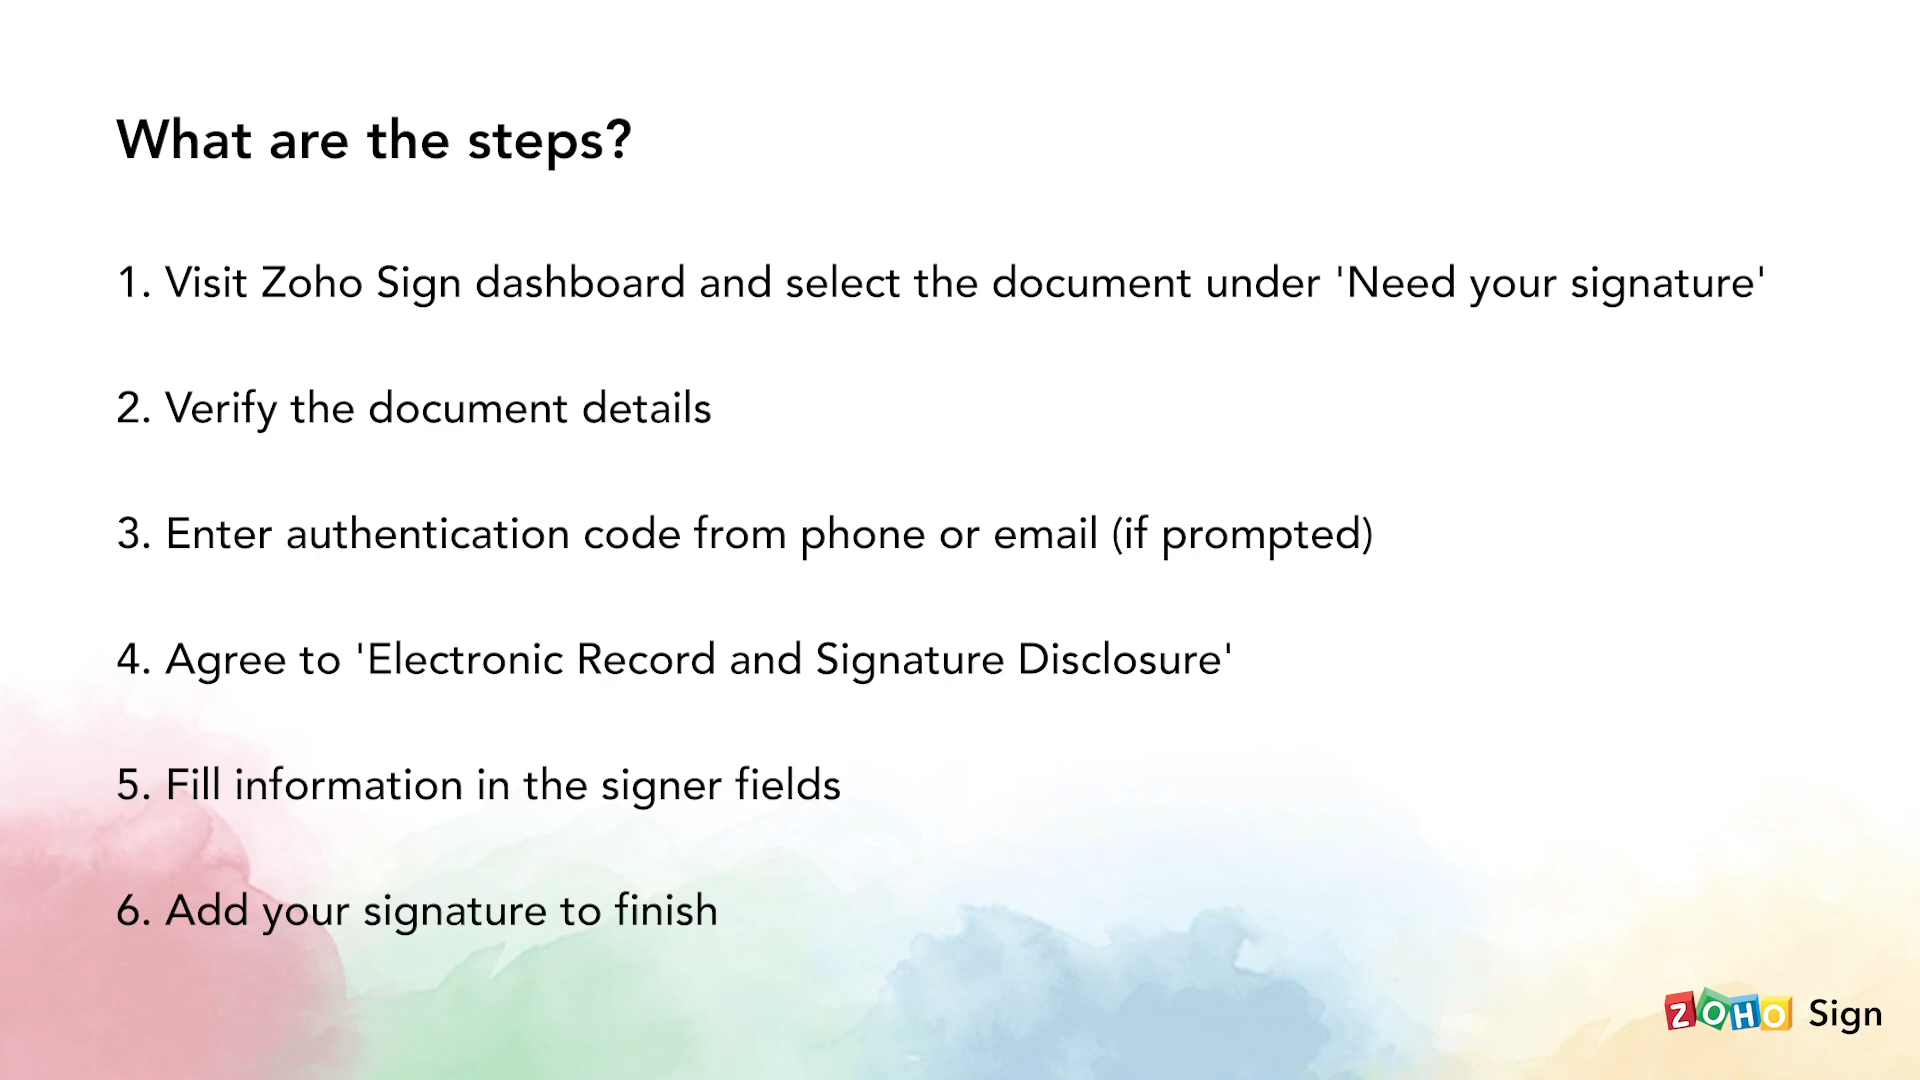 What are the steps?
1. Visit Zoho Sign dashboard and select the document under 'Need your signature'
2. Verify the document details
3. Enter authentication code from phone or email (if prompted)
4. Agree to 'Electronic Record and Signature Disclosure'
5. Fill information in the signer fields
6. Add your signature to finish
ZOHO Sign